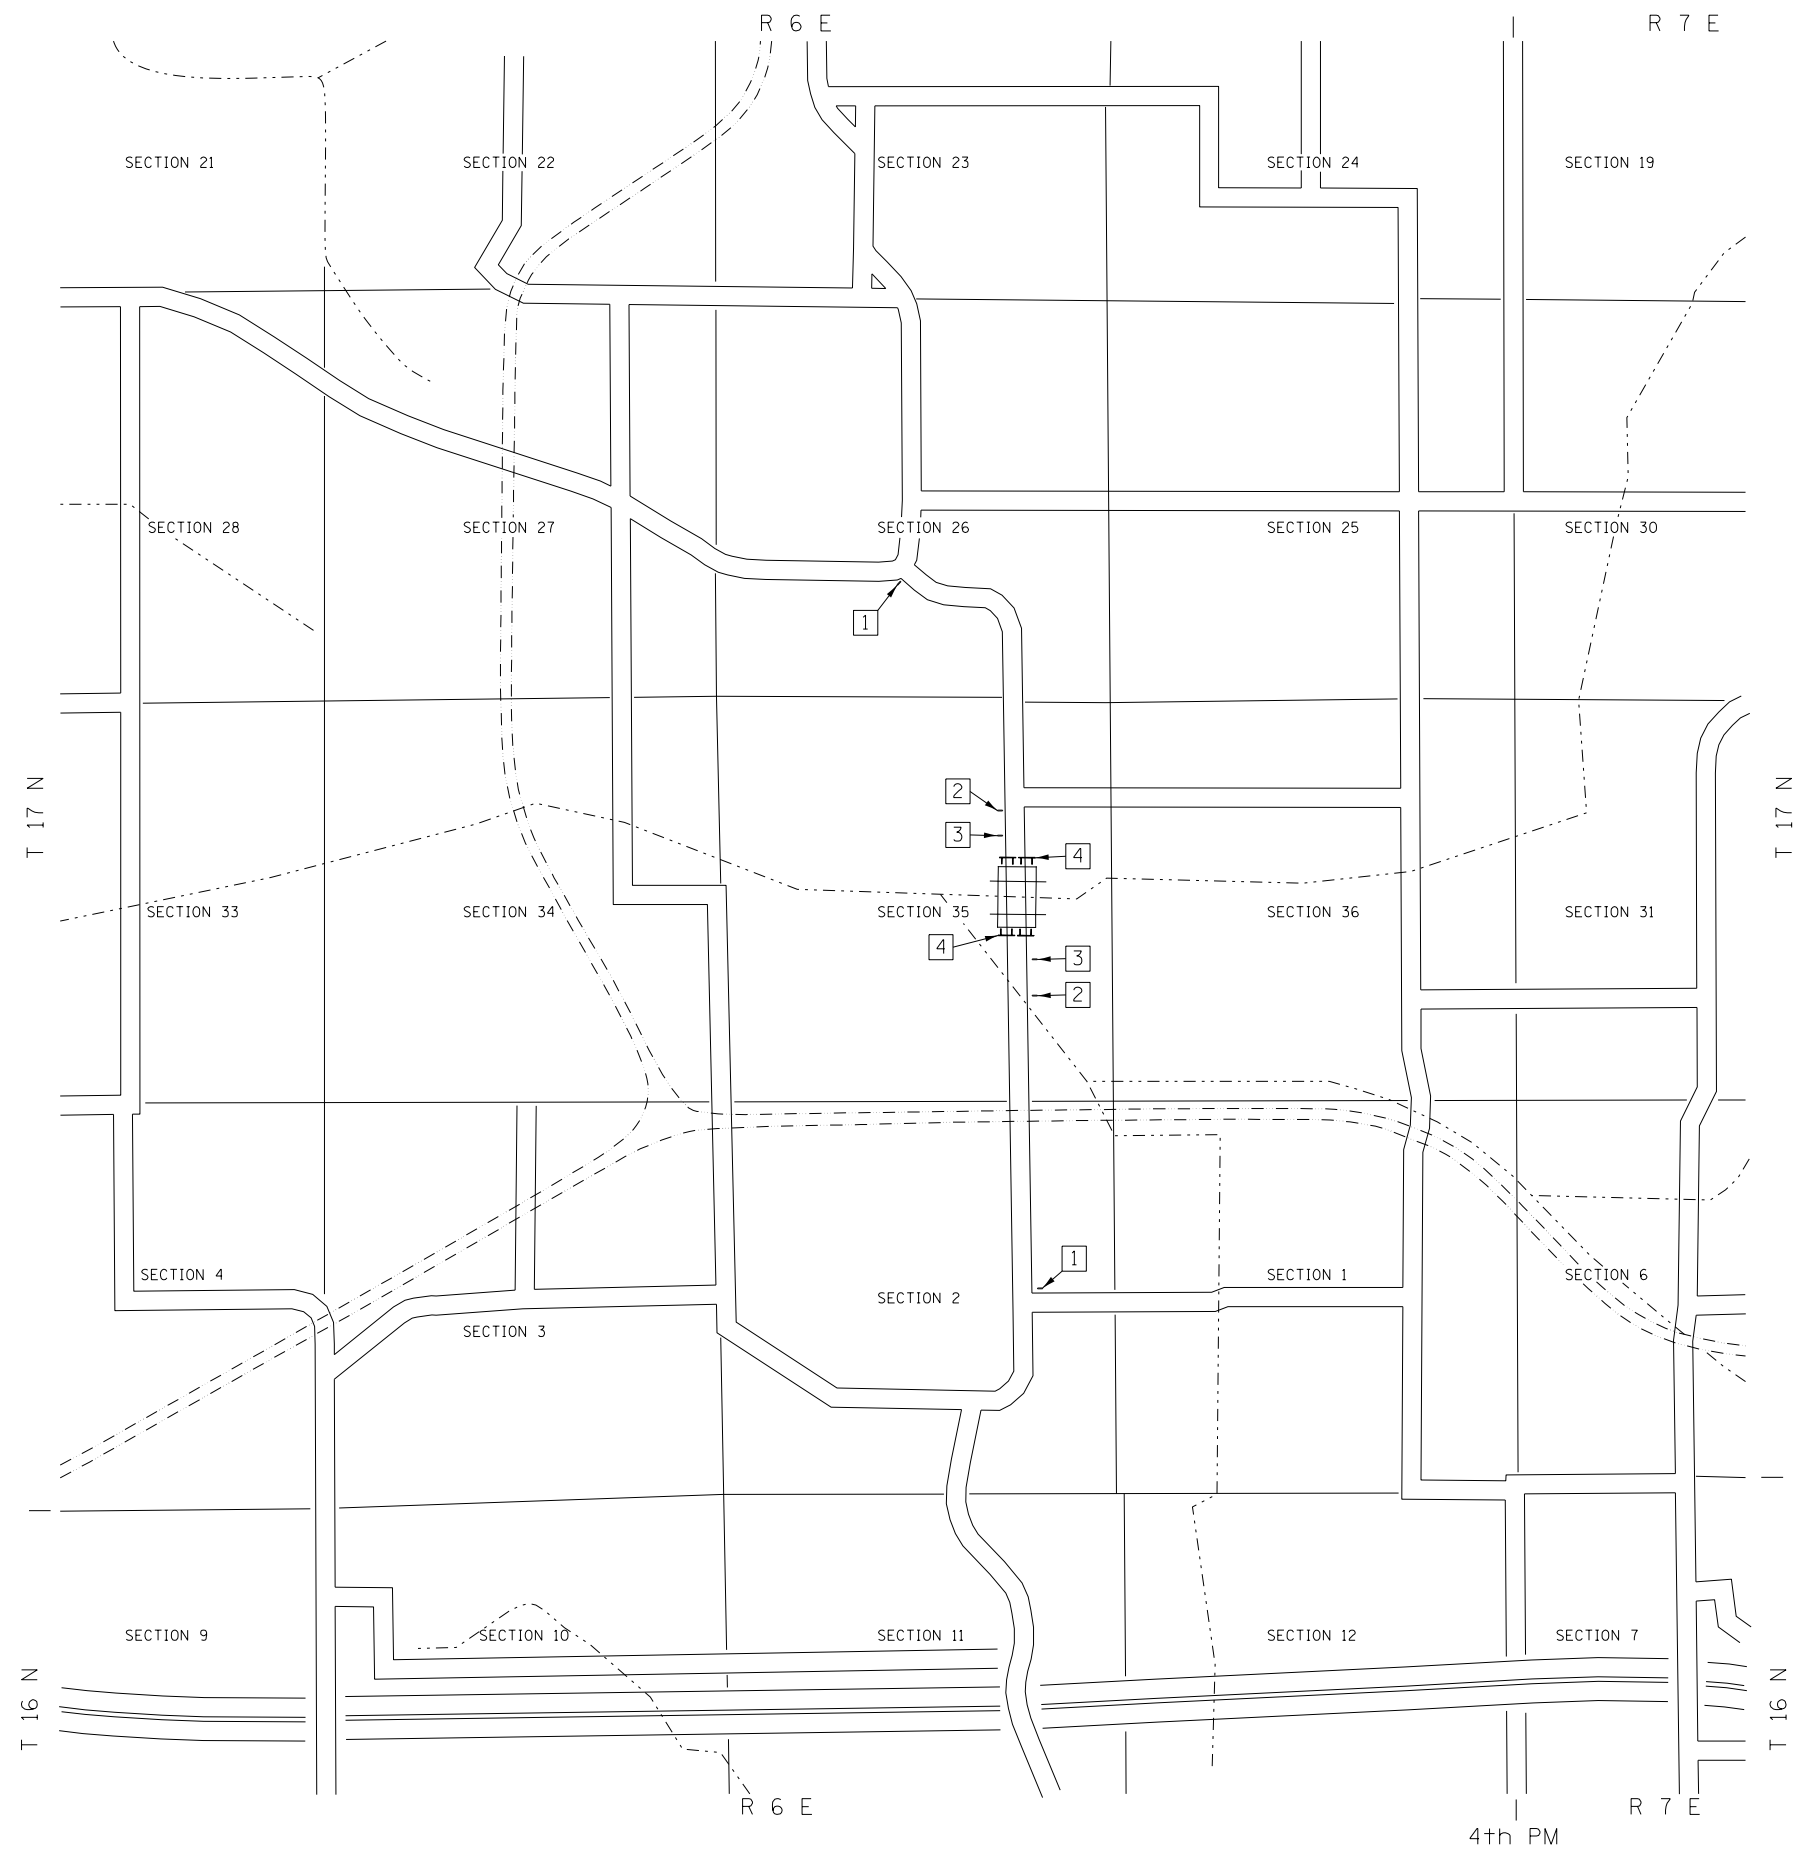 R 6 E
R 7 E
SECTION 21
SECTION 22
SECTION 23
SECTION 24
SECTION 19
SECTION 28
SECTION 27
SECTION 26
SECTION 25
SECTION 30
1
2
3
4
T 17 N
T 17 N
SECTION 33
SECTION 34
SECTION 35
SECTION 36
SECTION 31
4
3
2
1
SECTION 4
SECTION 3
SECTION 2
SECTION 1
SECTION 6
SECTION 9
SECTION 10
SECTION 11
SECTION 12
SECTION 7
T 16 N
T 16 N
R 6 E
R 7 E
4th PM